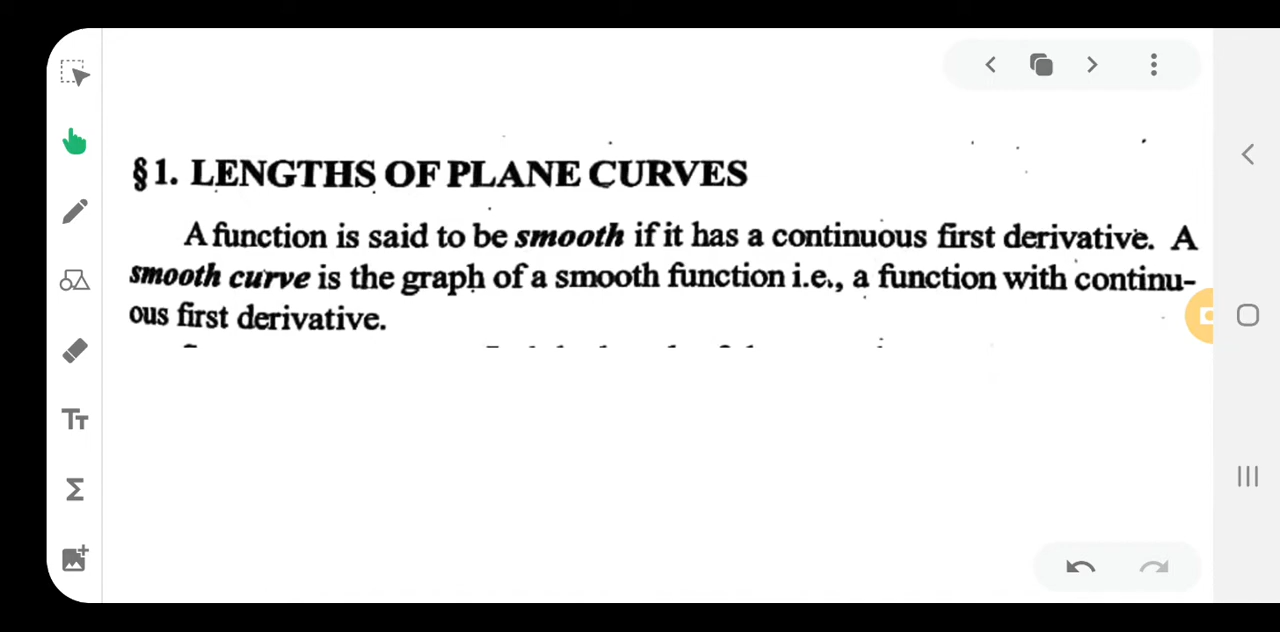 §1. LENGTHS OF PLANE CURVES
A function is said to be smooth if it has a continuous first derivative. A
smooth curve is the graph of a smooth function i.e., a function with continu-
ous first derivative.